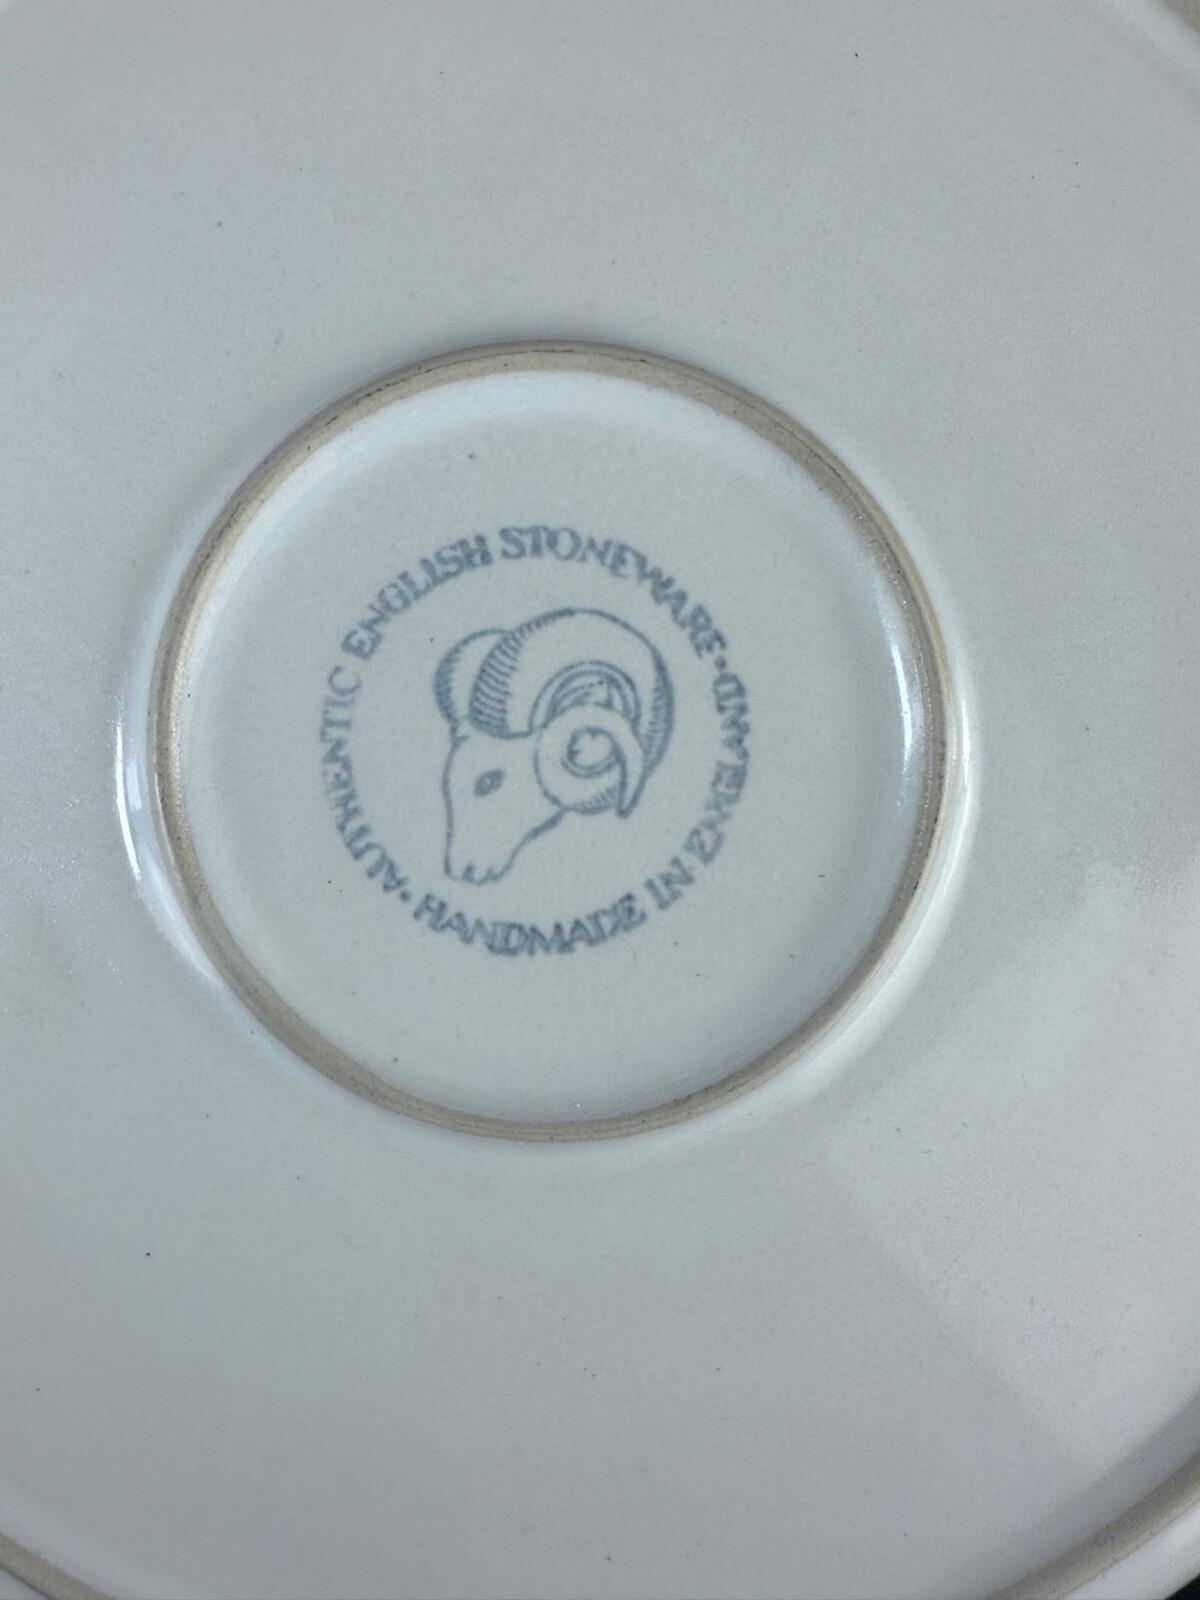 AUTHENTIC ENGLISH STONEWARE • HANDMADE IN ENGLAND •